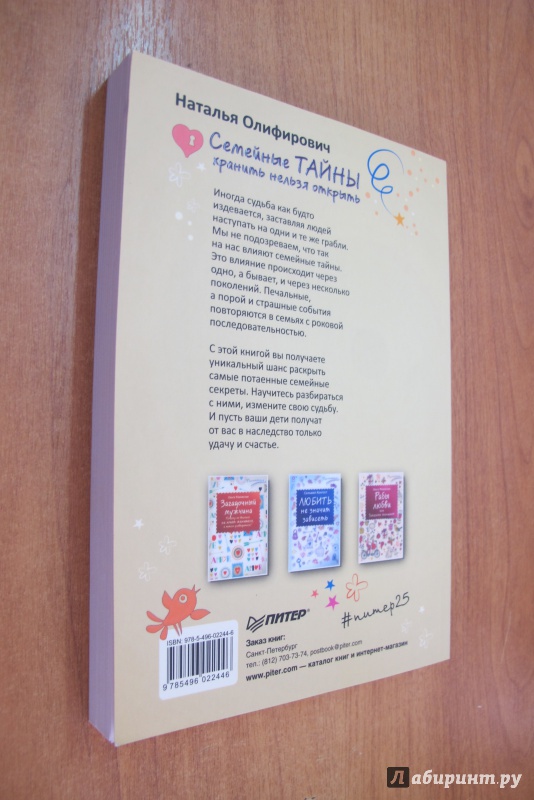 Наталья Олифирович
Семейные ТАЙНЫ
хранить нельзя открыть
Иногда судьба как будто
издевается, заставляя людей
наступать на одни и те же грабли.
Мы не подозреваем, что так
на нас влияют семейные тайны.
Это влияние происходит через
одно, а бывает, и через несколько
поколений. Печальные,
а порой и страшные события
повторяются в семьях с роковой
последовательностью.
С этой книгой вы получаете
уникальный шанс раскрыть
самые потаенные семейные
секреты. Научитесь разбираться
с ними, измените свою судьбу.
И пусть ваши дети получат
от вас в наследство только
удачу и счастье.
Загадочный
мужчина
ЛЮБИТЬ
не значит
зависеть
Рабы
любви
ПИТЕР®
#питер25
Заказ книг:
Санкт-Петербург
тел.: (812) 703-73-74, postbook@piter.com
www.piter.com — каталог книг и интернет-магазин
ISBN: 978-5-496-02244-6
9 785496 022446
Лабиринт.ру